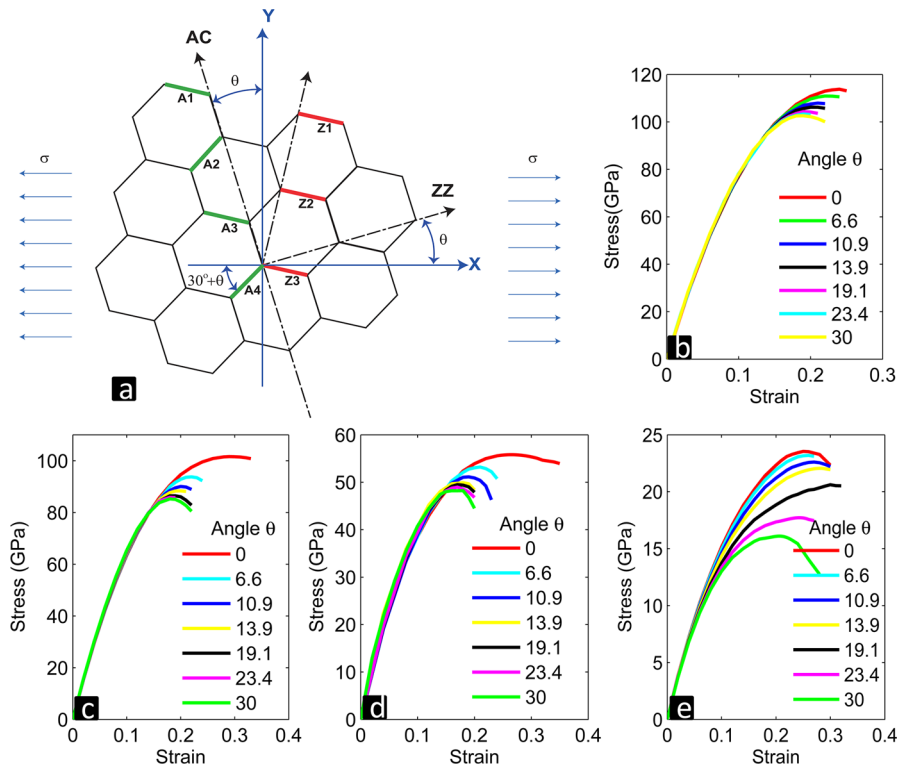 Y
AC
θ
A1
Z1
A2
σ
σ
Z2
ZZ
A3
θ
X
30°+θ
A4
Z3
a
Stress(GPa)
120
100
80
60
40
20
0
0
0.1
0.2
0.3
Strain
Angle θ
0
6.6
10.9
13.9
19.1
23.4
30
b
Stress (GPa)
100
80
60
40
20
0
0
0.1
0.2
0.3
0.4
Strain
Angle θ
0
6.6
10.9
13.9
19.1
23.4
30
c
Stress (GPa)
60
50
40
30
20
10
0
0
0.1
0.2
0.3
0.4
Strain
Angle θ
0
6.6
10.9
13.9
19.1
23.4
30
d
Stress (GPa)
25
20
15
10
5
0
0
0.1
0.2
0.3
0.4
Strain
Angle θ
0
6.6
10.9
13.9
19.1
23.4
30
e